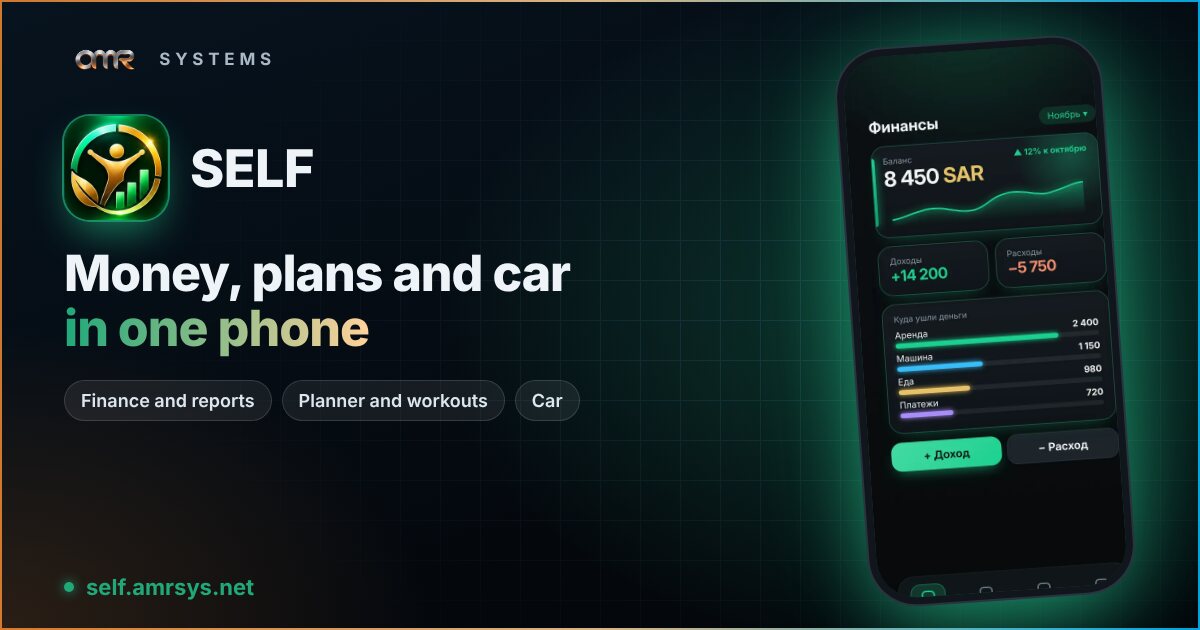 OMR SYSTEMS
SELF
Money, plans and car
in one phone
Finance and reports
Planner and workouts
Car
self.amrsys.net
Финансы
Ноябрь ▾
Баланс
▲ 12% к октябрю
8 450 SAR
Доходы
+14 200
Расходы
−5 750
Куда ушли деньги
Аренда 2 400
Машина 1 150
Еда 980
Платежи 720
+ Доход
− Расход